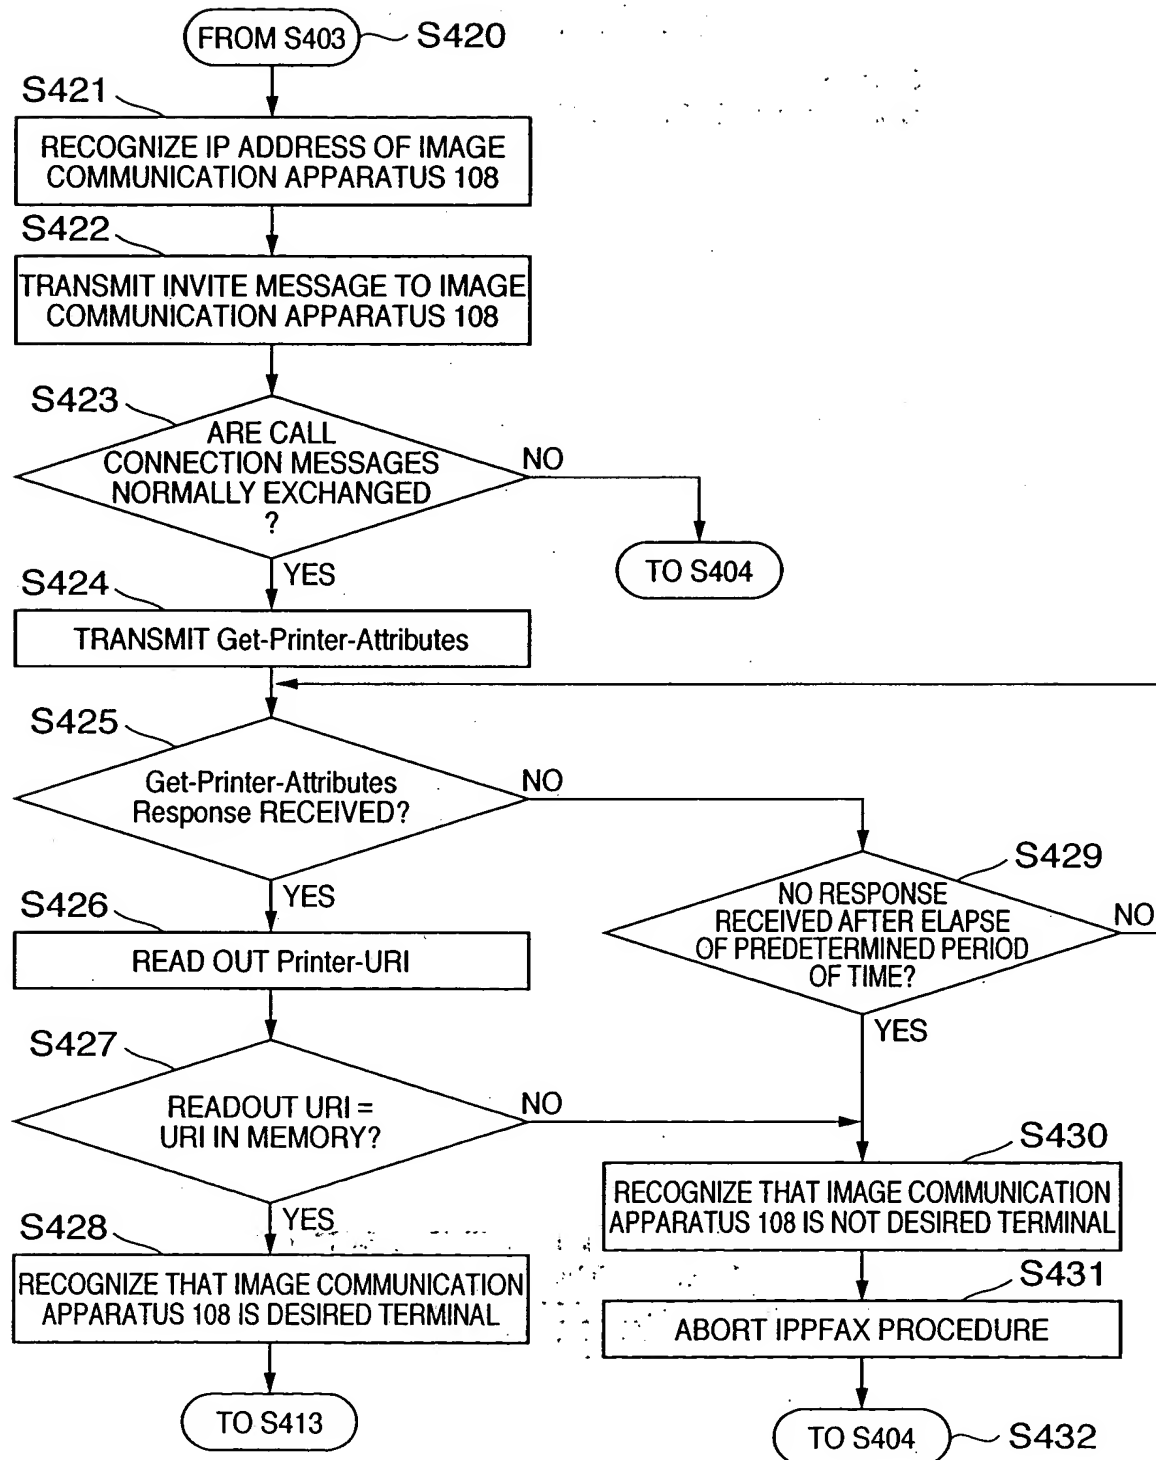 FROM S403
S420
S421
RECOGNIZE IP ADDRESS OF IMAGE
COMMUNICATION APPARATUS 108
S422
TRANSMIT INVITE MESSAGE TO IMAGE
COMMUNICATION APPARATUS 108
S423
ARE CALL
CONNECTION MESSAGES
NORMALLY EXCHANGED
?
NO
TO S404
YES
S424
TRANSMIT Get-Printer-Attributes
S425
Get-Printer-Attributes
Response RECEIVED?
NO
YES
S429
NO RESPONSE
RECEIVED AFTER ELAPSE
OF PREDETERMINED PERIOD
OF TIME?
NO
YES
S426
READ OUT Printer-URI
S427
READOUT URI =
URI IN MEMORY?
NO
YES
S430
RECOGNIZE THAT IMAGE COMMUNICATION
APPARATUS 108 IS NOT DESIRED TERMINAL
S428
RECOGNIZE THAT IMAGE COMMUNICATION
APPARATUS 108 IS DESIRED TERMINAL
S431
ABORT IPPFAX PROCEDURE
TO S413
TO S404
S432